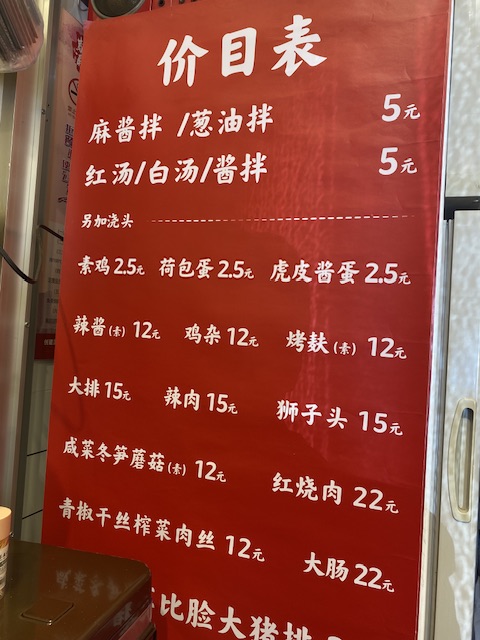 价目表
麻酱拌 /葱油拌 5元
红汤/白汤/酱拌 5元
另加浇头
素鸡2.5元 荷包蛋2.5元 虎皮酱蛋2.5元
辣酱(素) 12元 鸡杂12元 烤麸(素) 12元
大排15元 辣肉15元 狮子头 15元
咸菜冬笋蘑菇(素) 12元 红烧肉 22元
青椒干丝榨菜肉丝 12元 大肠22元
比脸大猪排